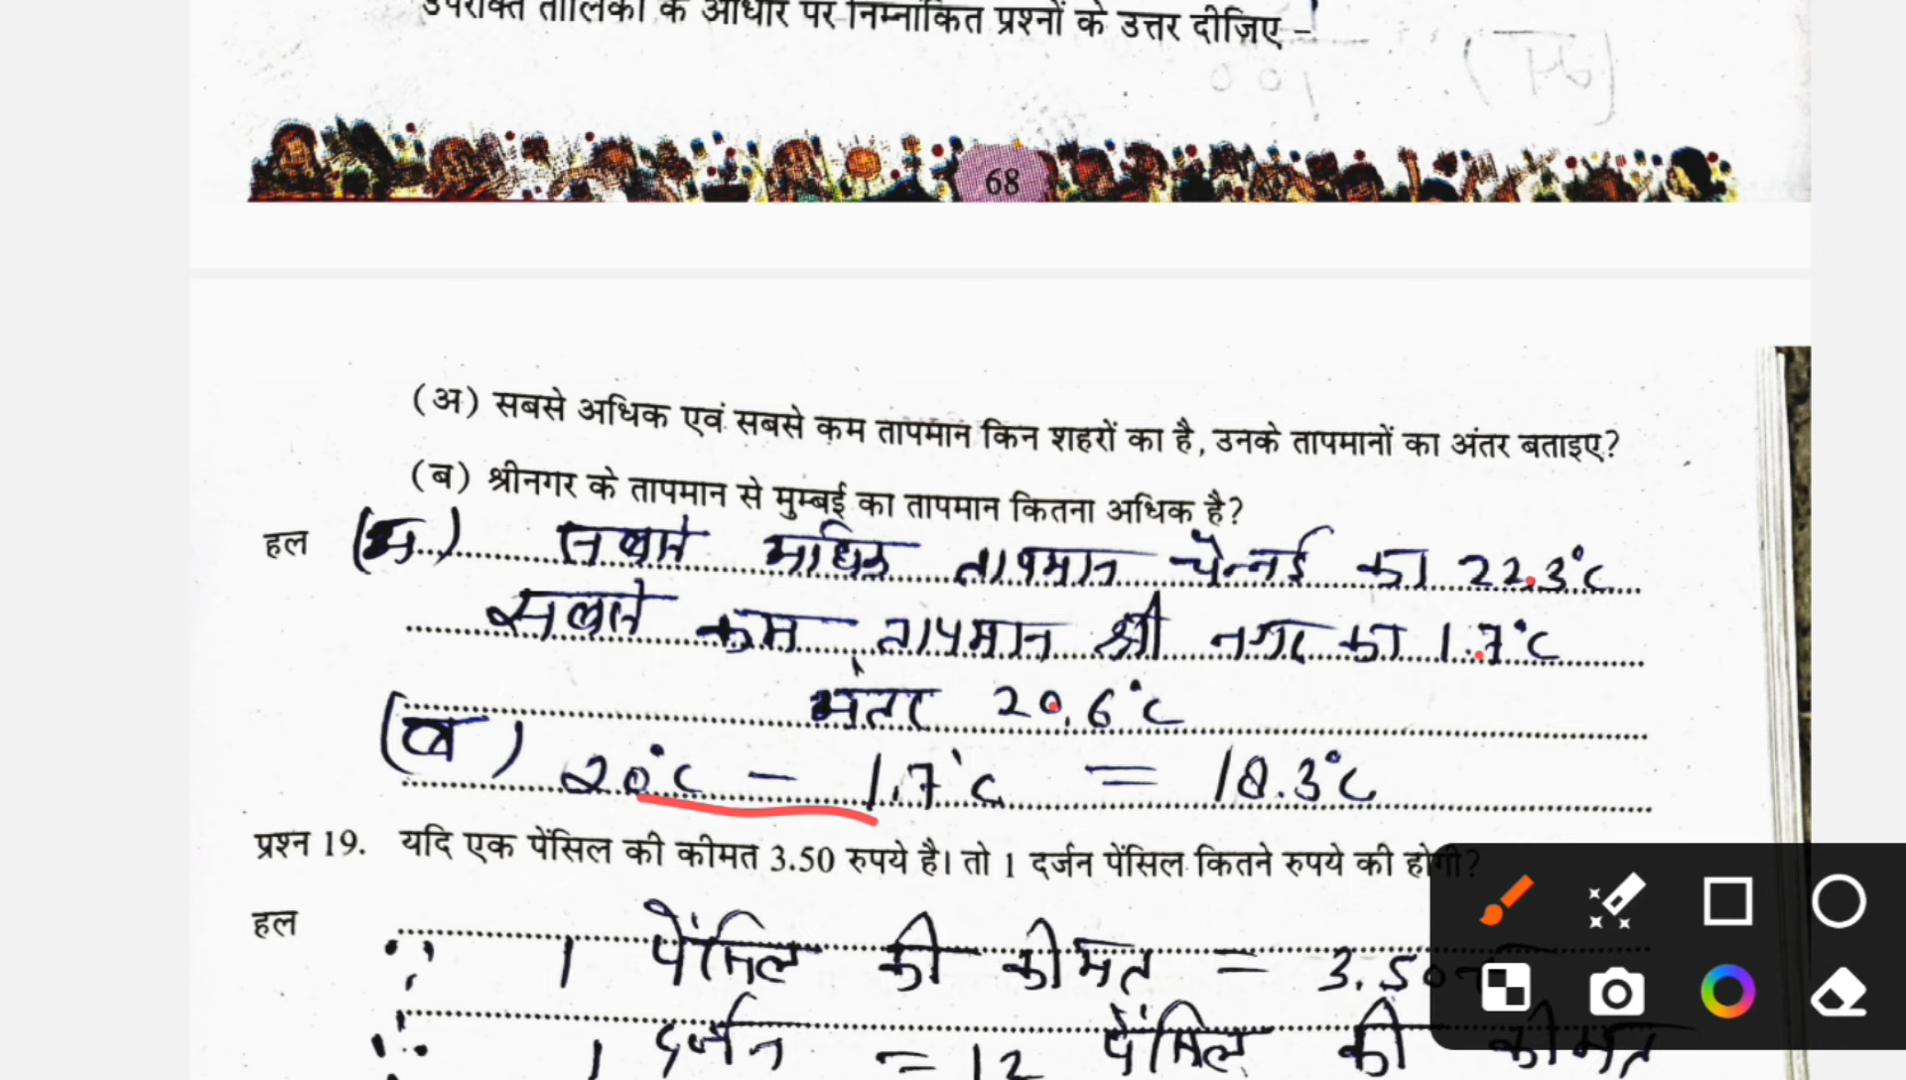 उपरोक्त तालिका के आधार पर निम्नांकित प्रश्नों के उत्तर दीजिए –
68
(अ) सबसे अधिक एवं सबसे कम तापमान किन शहरों का है, उनके तापमानों का अंतर बताइए?
(ब) श्रीनगर के तापमान से मुम्बई का तापमान कितना अधिक है?
हल (अ) सबसे अधिक तापमान चैन्नई का 22.3°C
सबसे कम तापमान श्री नगर का 1.7°C
अंतर 20.6°C
(ब) 20°C – 1.7°C = 18.3°C
प्रश्न 19. यदि एक पेंसिल की कीमत 3.50 रुपये है। तो 1 दर्जन पेंसिल कितने रुपये की होगी?
हल ∵ 1 पेंसिल की कीमत = 3.50
∴ 1 दर्जन = 12 पेंसिल की कीमत